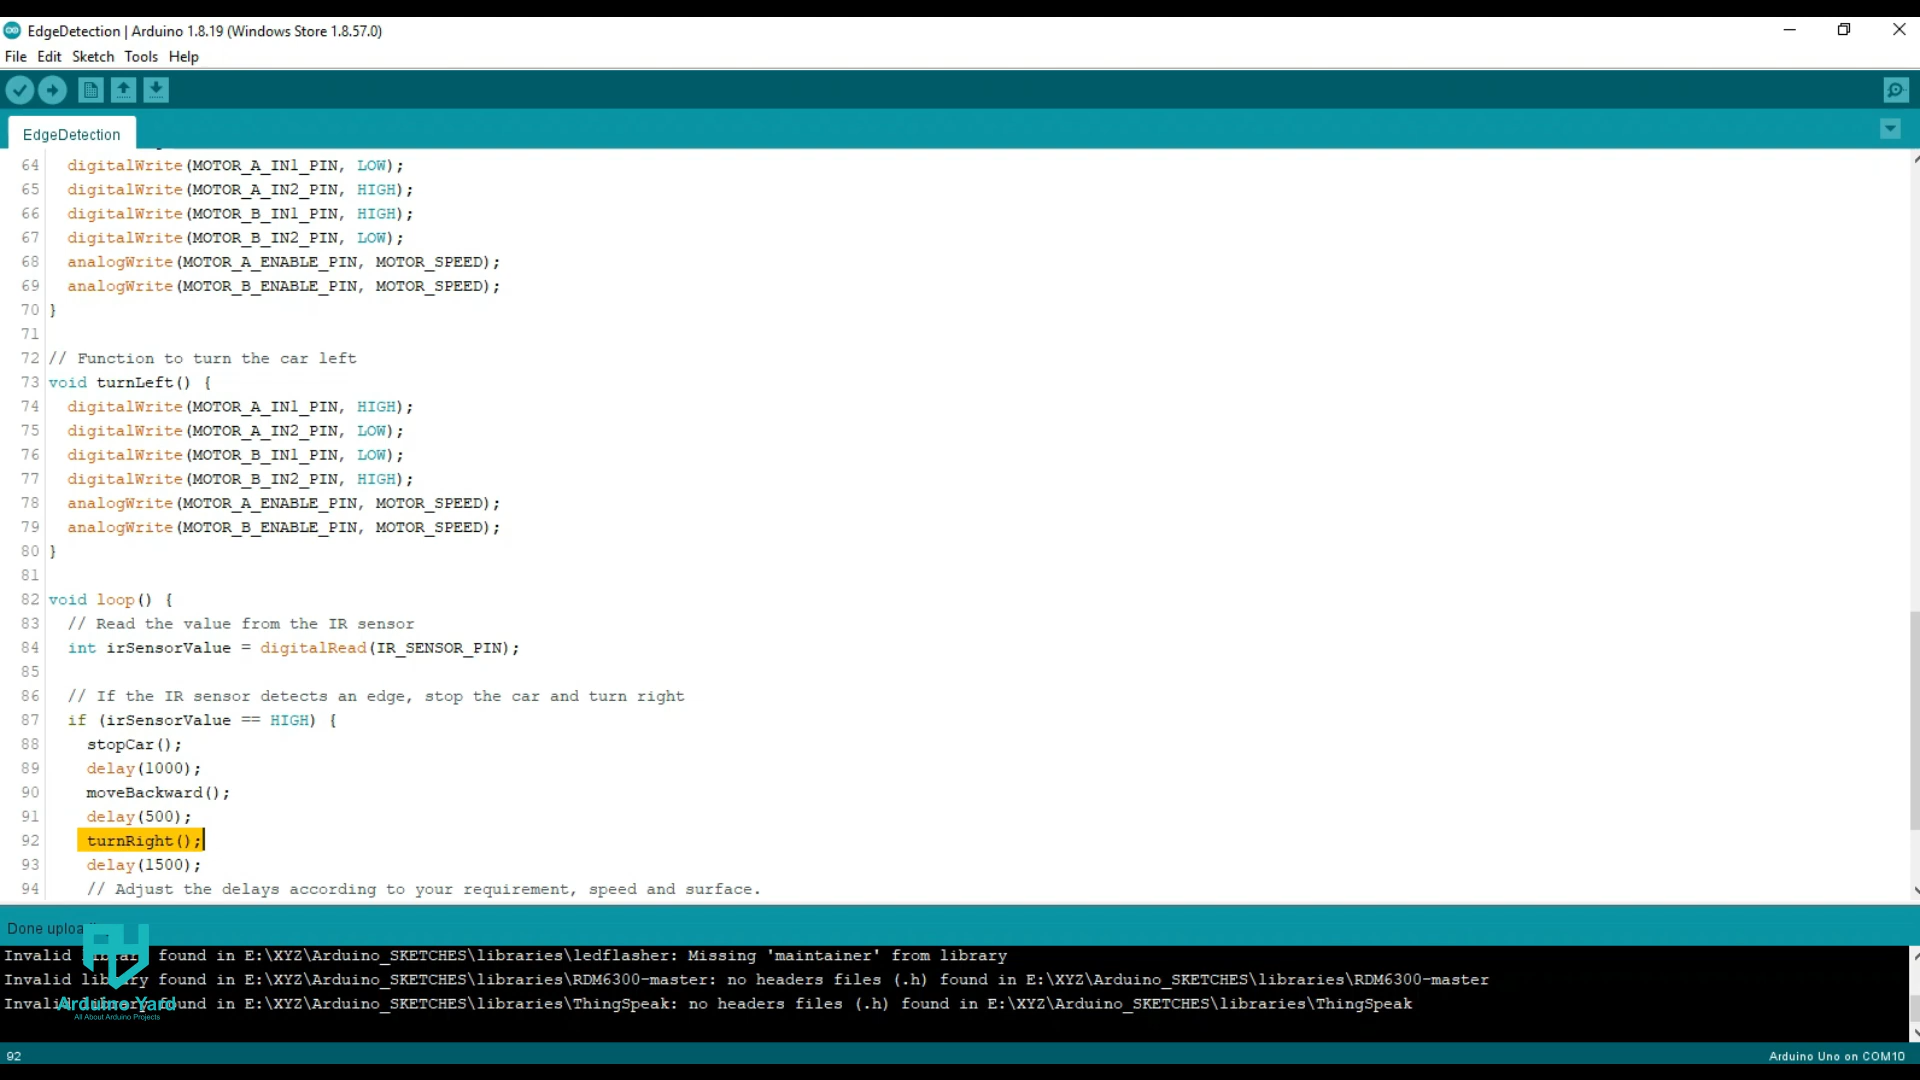 EdgeDetection | Arduino 1.8.19 (Windows Store 1.8.57.0)
File Edit Sketch Tools Help
EdgeDetection
64 digitalWrite(MOTOR_A_IN1_PIN, LOW);
65 digitalWrite(MOTOR_A_IN2_PIN, HIGH);
66 digitalWrite(MOTOR_B_IN1_PIN, HIGH);
67 digitalWrite(MOTOR_B_IN2_PIN, LOW);
68 analogWrite(MOTOR_A_ENABLE_PIN, MOTOR_SPEED);
69 analogWrite(MOTOR_B_ENABLE_PIN, MOTOR_SPEED);
70 }
71
72 // Function to turn the car left
73 void turnLeft() {
74 digitalWrite(MOTOR_A_IN1_PIN, HIGH);
75 digitalWrite(MOTOR_A_IN2_PIN, LOW);
76 digitalWrite(MOTOR_B_IN1_PIN, LOW);
77 digitalWrite(MOTOR_B_IN2_PIN, HIGH);
78 analogWrite(MOTOR_A_ENABLE_PIN, MOTOR_SPEED);
79 analogWrite(MOTOR_B_ENABLE_PIN, MOTOR_SPEED);
80 }
81
82 void loop() {
83 // Read the value from the IR sensor
84 int irSensorValue = digitalRead(IR_SENSOR_PIN);
85
86 // If the IR sensor detects an edge, stop the car and turn right
87 if (irSensorValue == HIGH) {
88 stopCar();
89 delay(1000);
90 moveBackward();
91 delay(500);
92 turnRight();
93 delay(1500);
94 // Adjust the delays according to your requirement, speed and surface.
Done uploa
Invalid library found in E:\XYZ\Arduino_SKETCHES\libraries\ledflasher: Missing 'maintainer' from library
Invalid library found in E:\XYZ\Arduino_SKETCHES\libraries\RDM6300-master: no headers files (.h) found in E:\XYZ\Arduino_SKETCHES\libraries\RDM6300-master
Invalid library found in E:\XYZ\Arduino_SKETCHES\libraries\ThingSpeak: no headers files (.h) found in E:\XYZ\Arduino_SKETCHES\libraries\ThingSpeak
Arduino Yard
All About Arduino Projects
92
Arduino Uno on COM10